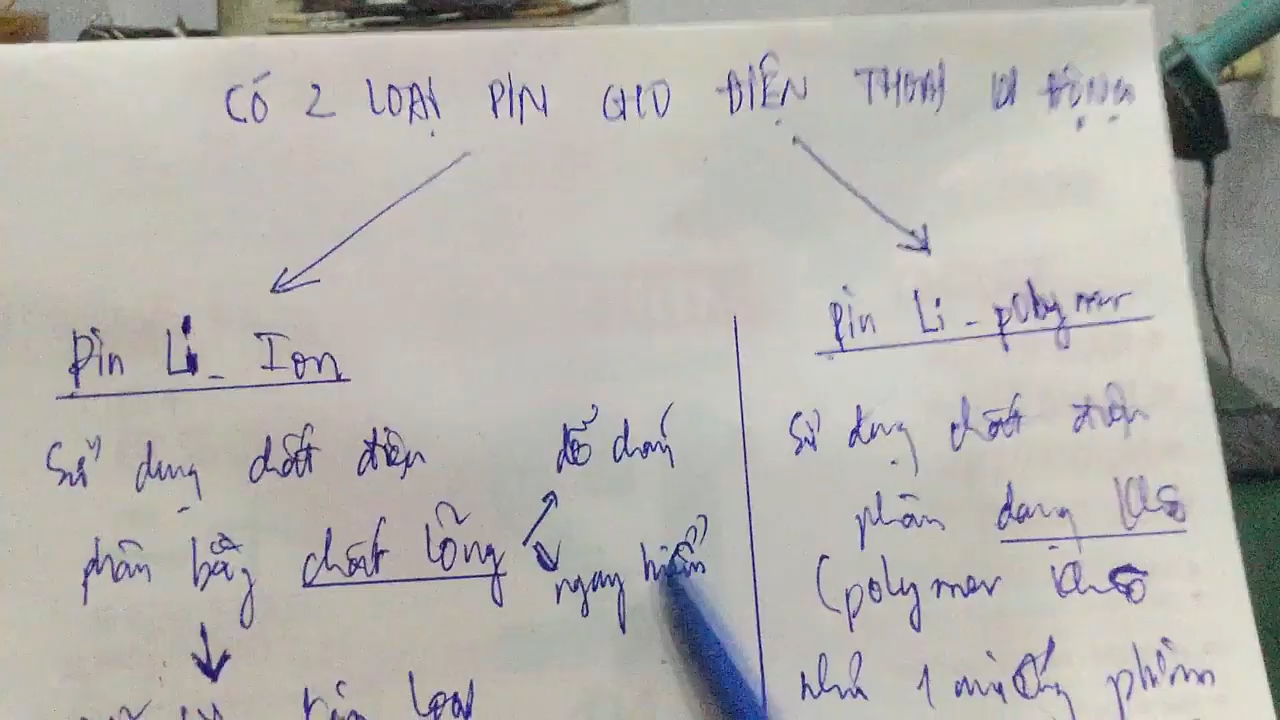 CÓ 2 LOẠI PIN CHO ĐIỆN THOẠI DI ĐỘNG
Pin Li - Ion
Sử dụng chất điện
phân bằng chất lỏng
dễ cháy
nguy hiểm
kim loại
Pin Li - polymer
Sử dụng chất điện
phân dạng khô
(polymer khô
như 1 miếng phim